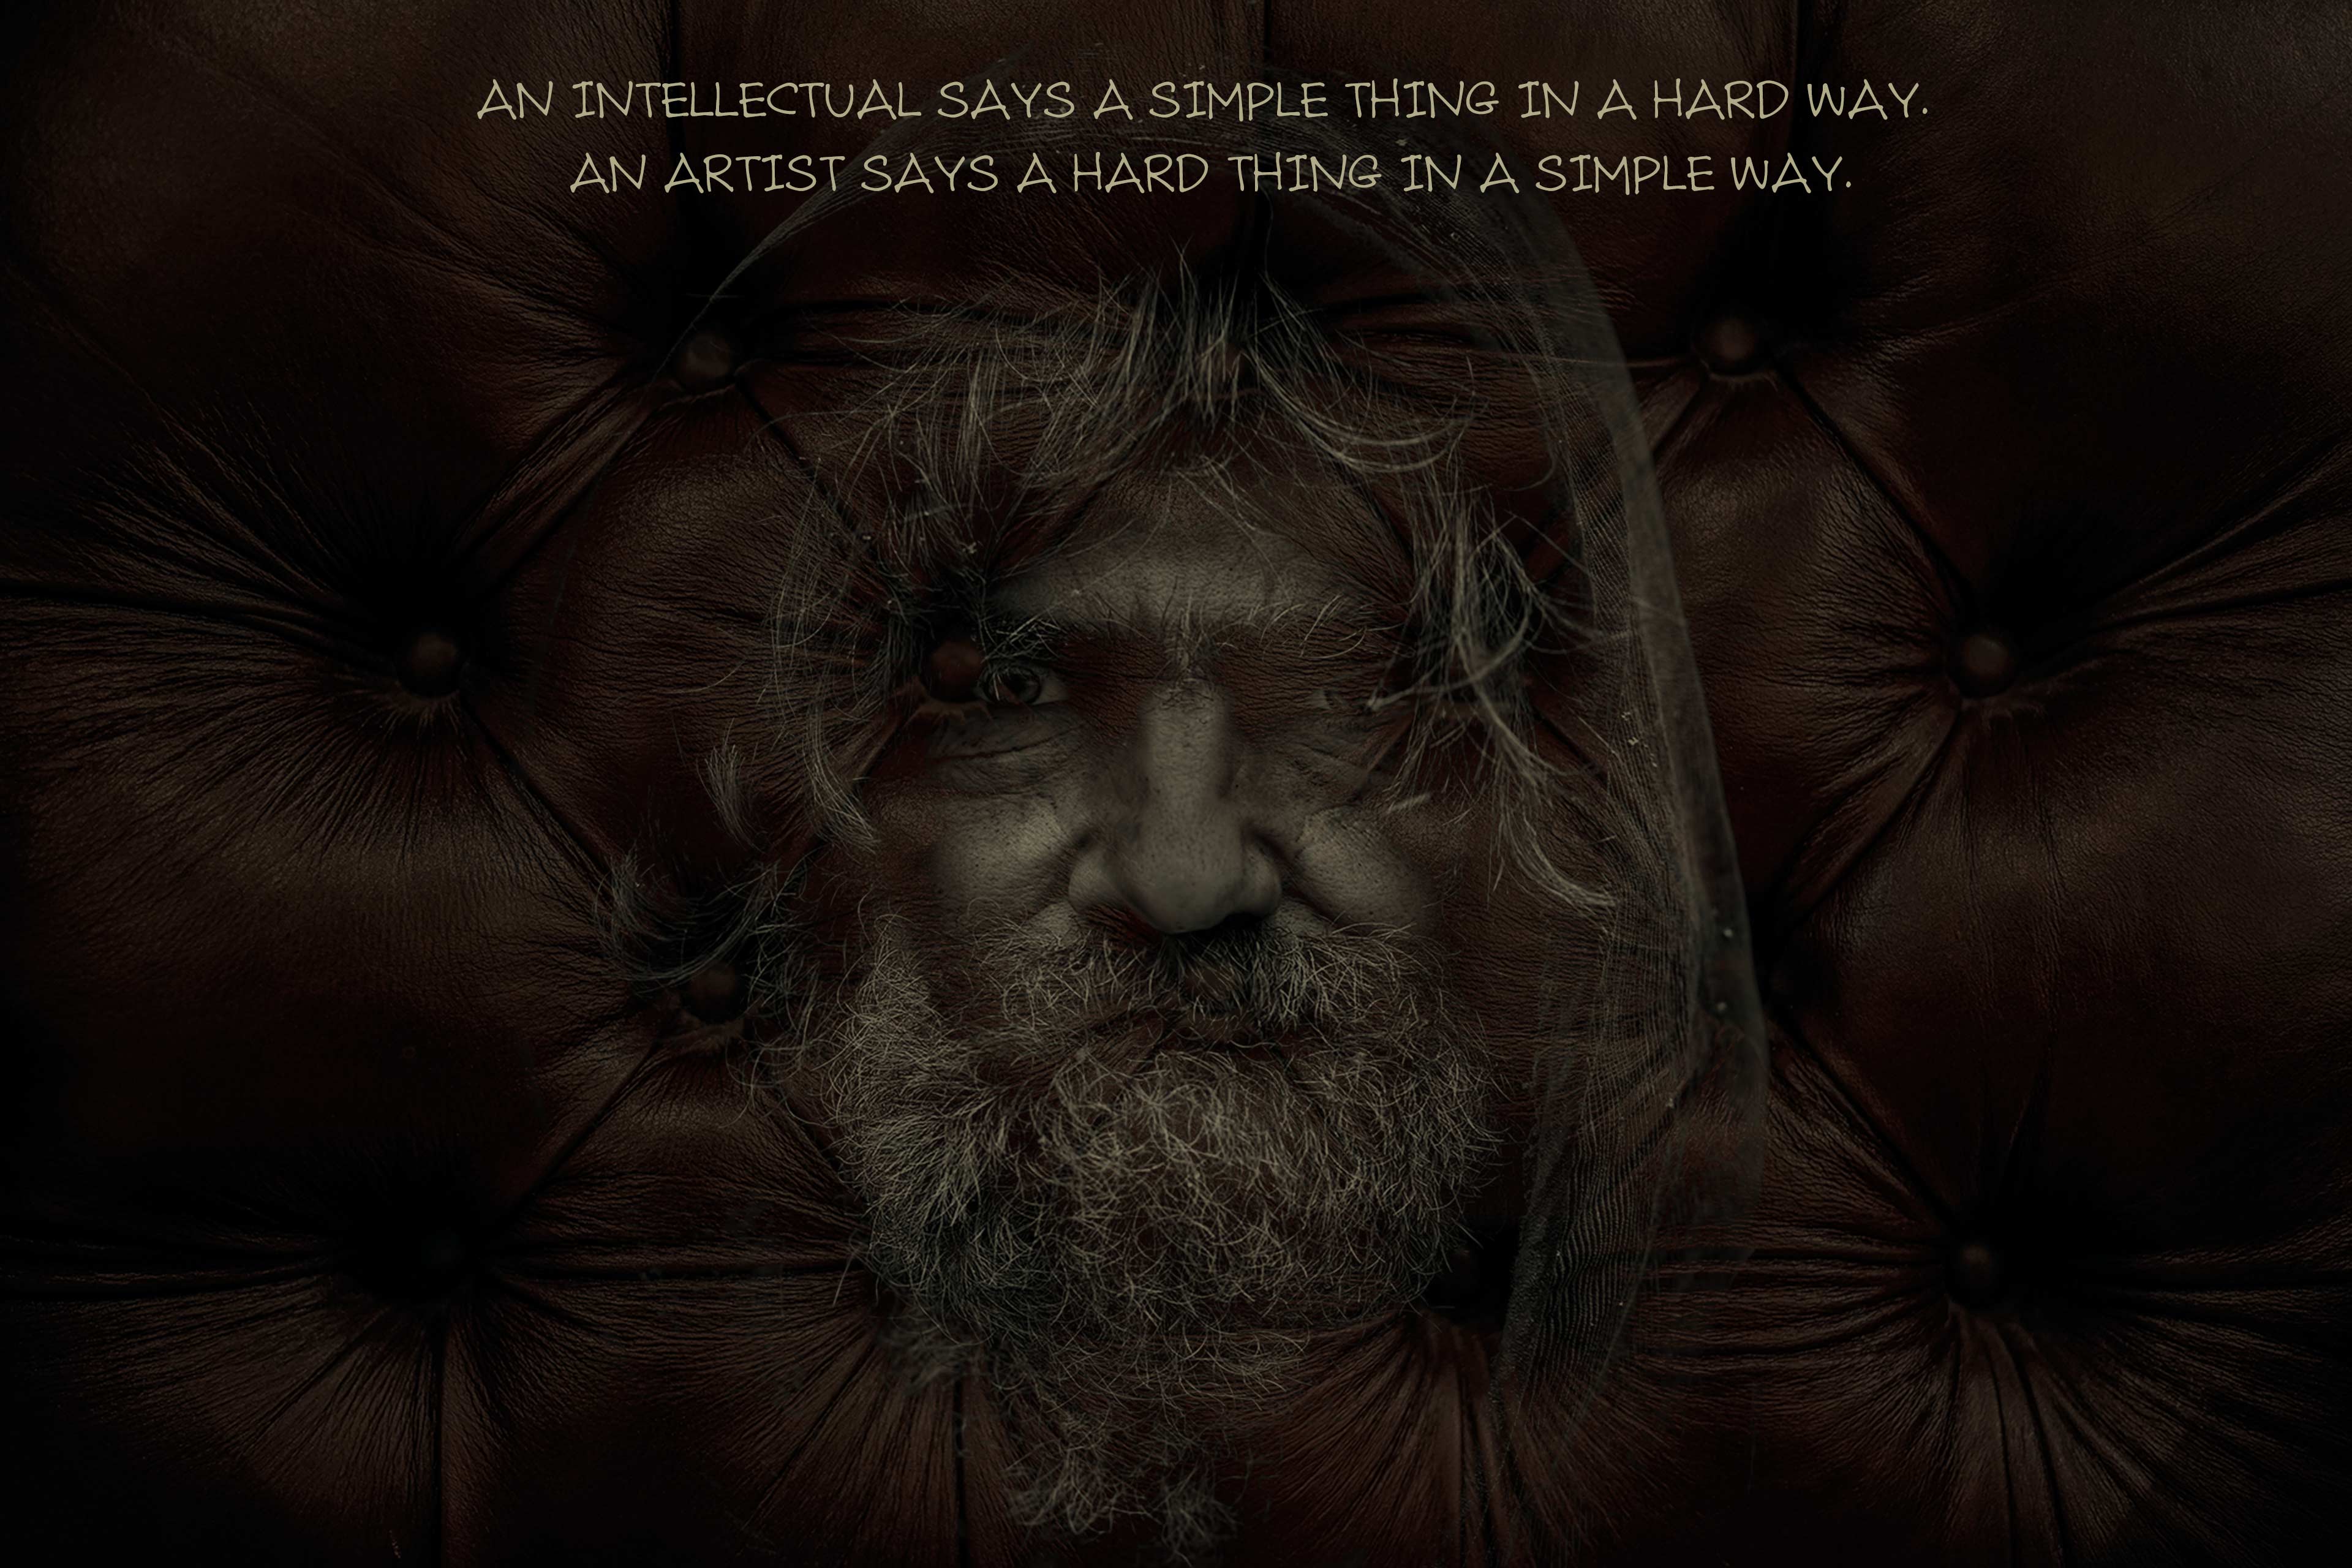 AN INTELLECTUAL SAYS A SIMPLE THING IN A HARD WAY.
AN ARTIST SAYS A HARD THING IN A SIMPLE WAY.